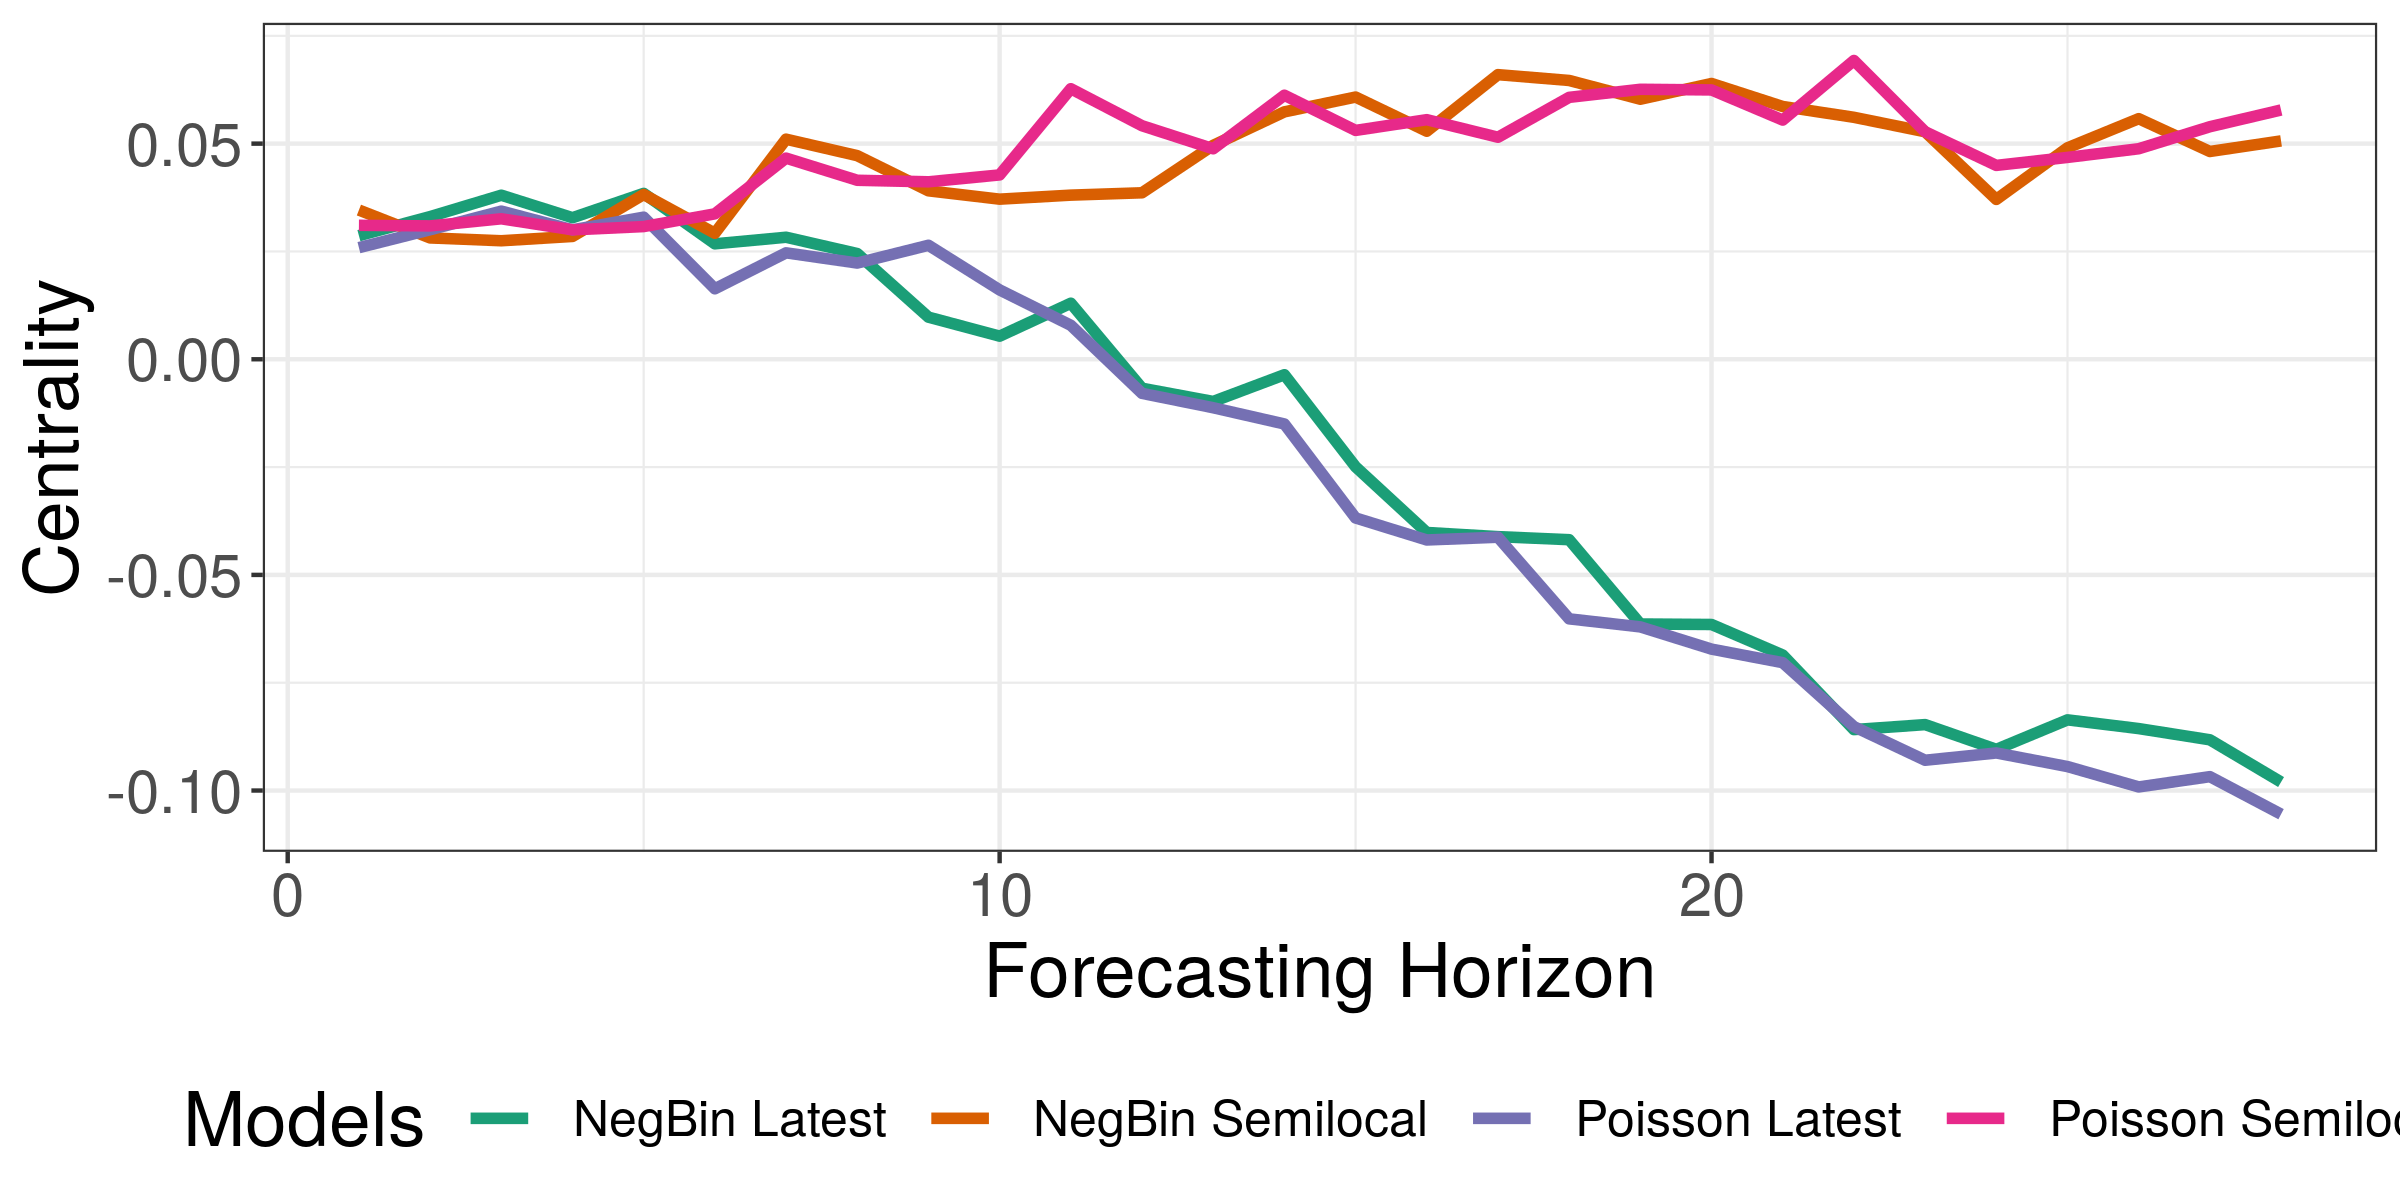 Centrality
0.05
0.00
-0.05
-0.10
0
10
20
Forecasting Horizon
Models
NegBin Latest
NegBin Semilocal
Poisson Latest
Poisson